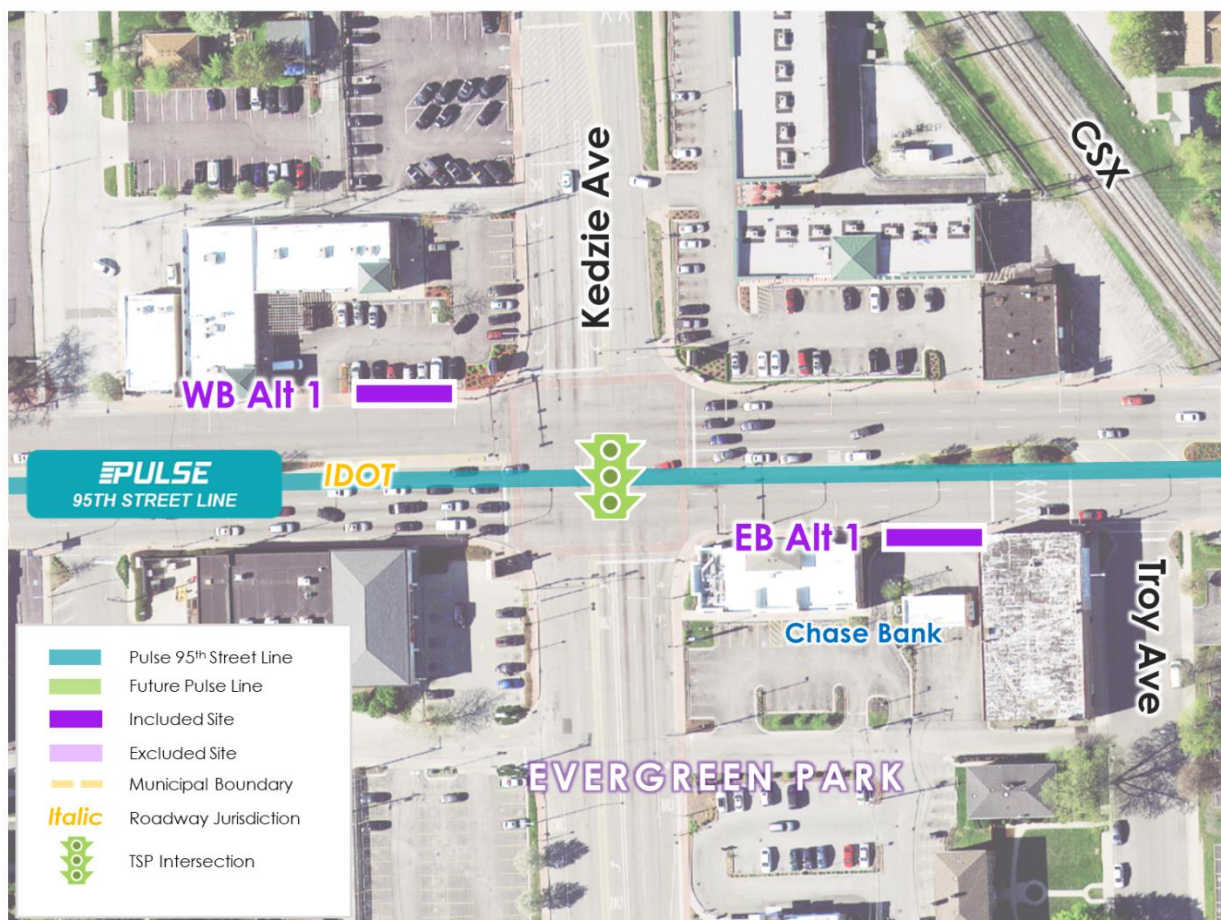 CSX
Kedzie Ave
WB Alt 1
PULSE
95TH STREET LINE
IDOT
EB Alt 1
Troy Ave
Chase Bank
EVERGREEN PARK
Pulse 95th Street Line
Future Pulse Line
Included Site
Excluded Site
Municipal Boundary
Italic Roadway Jurisdiction
TSP Intersection